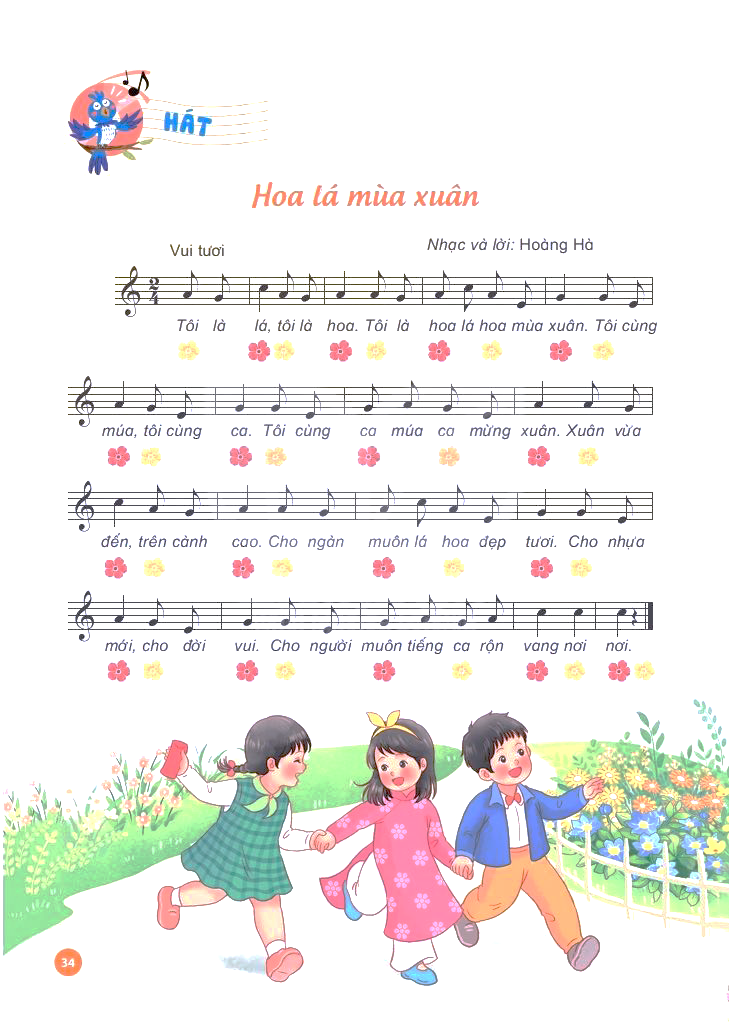 HÁT
Hoa lá mùa xuân
Vui tươi
Nhạc và lời: Hoàng Hà
2
4
Tôi là lá, tôi là hoa. Tôi là hoa lá hoa mùa xuân. Tôi cùng
múa, tôi cùng ca. Tôi cùng ca múa ca mừng xuân. Xuân vừa
đến, trên cành cao. Cho ngàn muôn lá hoa đẹp tươi. Cho nhựa
mới, cho đời vui. Cho người muôn tiếng ca rộn vang nơi nơi.
34